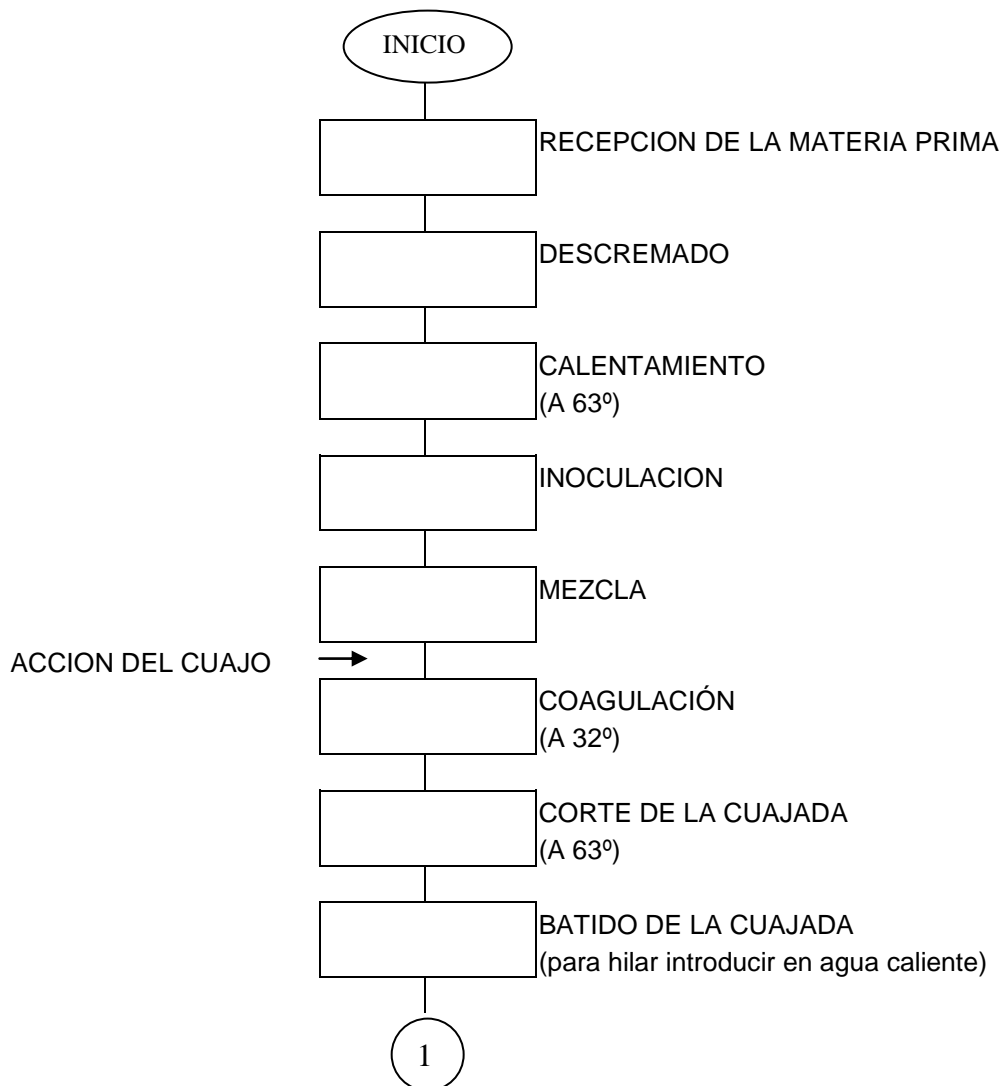 INICIO
RECEPCION DE LA MATERIA PRIMA
DESCREMADO
CALENTAMIENTO
(A 63º)
INOCULACION
MEZCLA
ACCION DEL CUAJO
COAGULACIÓN
(A 32º)
CORTE DE LA CUAJADA
(A 63º)
BATIDO DE LA CUAJADA
(para hilar introducir en agua caliente)
1